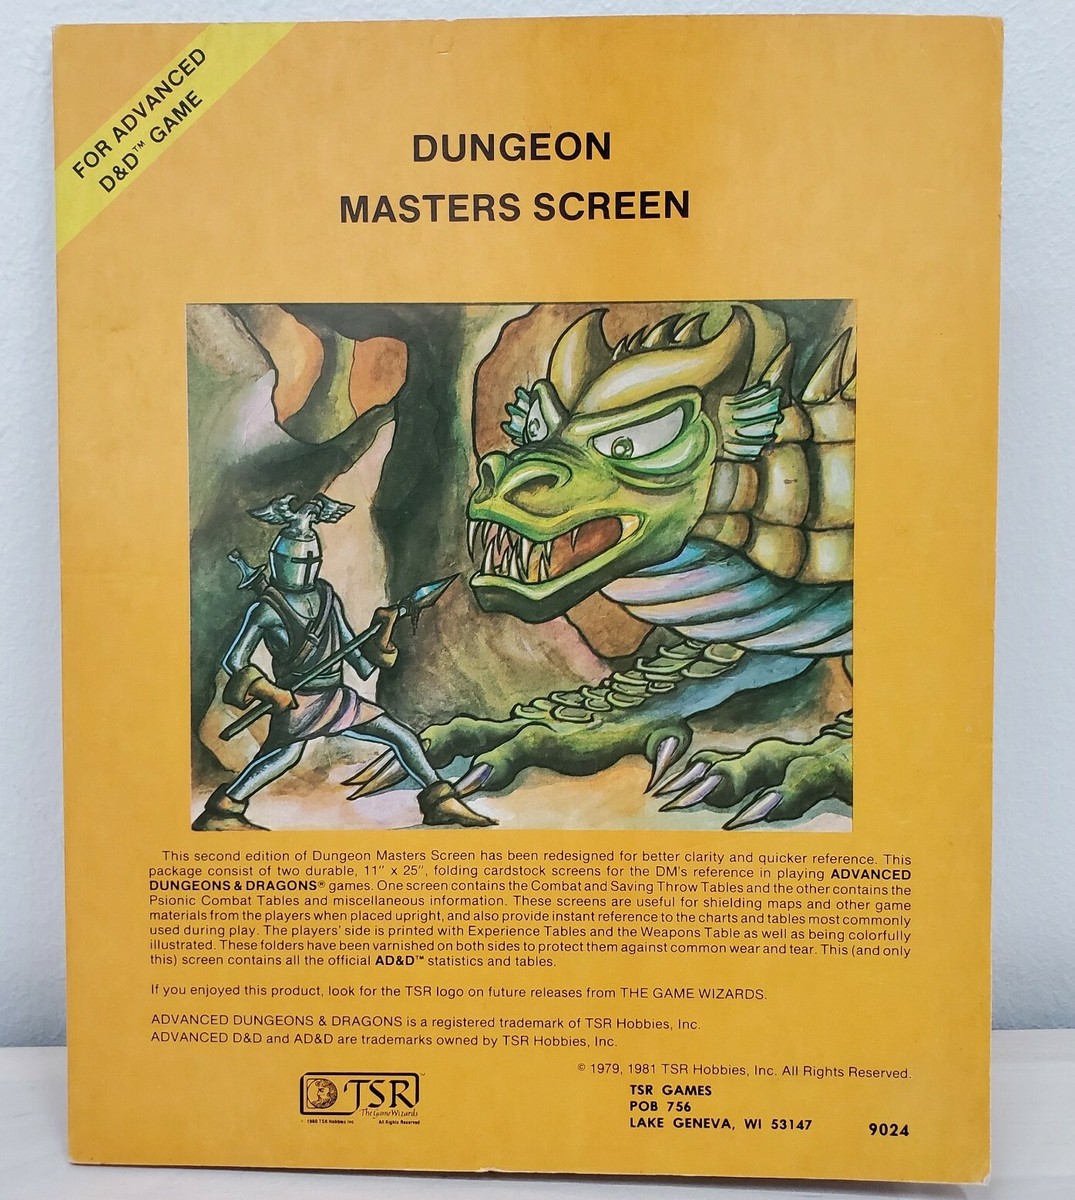 FOR ADVANCED
D&D™ GAME
DUNGEON
MASTERS SCREEN
This second edition of Dungeon Masters Screen has been redesigned for better clarity and quicker reference. This
package consist of two durable, 11" x 25", folding cardstock screens for the DM's reference in playing ADVANCED
DUNGEONS & DRAGONS® games. One screen contains the Combat and Saving Throw Tables and the other contains the
Psionic Combat Tables and miscellaneous information. These screens are useful for shielding maps and other game
materials from the players when placed upright, and also provide instant reference to the charts and tables most commonly
used during play. The players' side is printed with Experience Tables and the Weapons Table as well as being colorfully
illustrated. These folders have been varnished on both sides to protect them against common wear and tear. This (and only
this) screen contains all the official AD&D™ statistics and tables.
If you enjoyed this product, look for the TSR logo on future releases from THE GAME WIZARDS.
ADVANCED DUNGEONS & DRAGONS is a registered trademark of TSR Hobbies, Inc.
ADVANCED D&D and AD&D are trademarks owned by TSR Hobbies, Inc.
© 1979, 1981 TSR Hobbies, Inc. All Rights Reserved.
TSR™
The Game Wizards
© 1980 TSR Hobbies Inc. All Rights Reserved
TSR GAMES
POB 756
LAKE GENEVA, WI 53147
9024